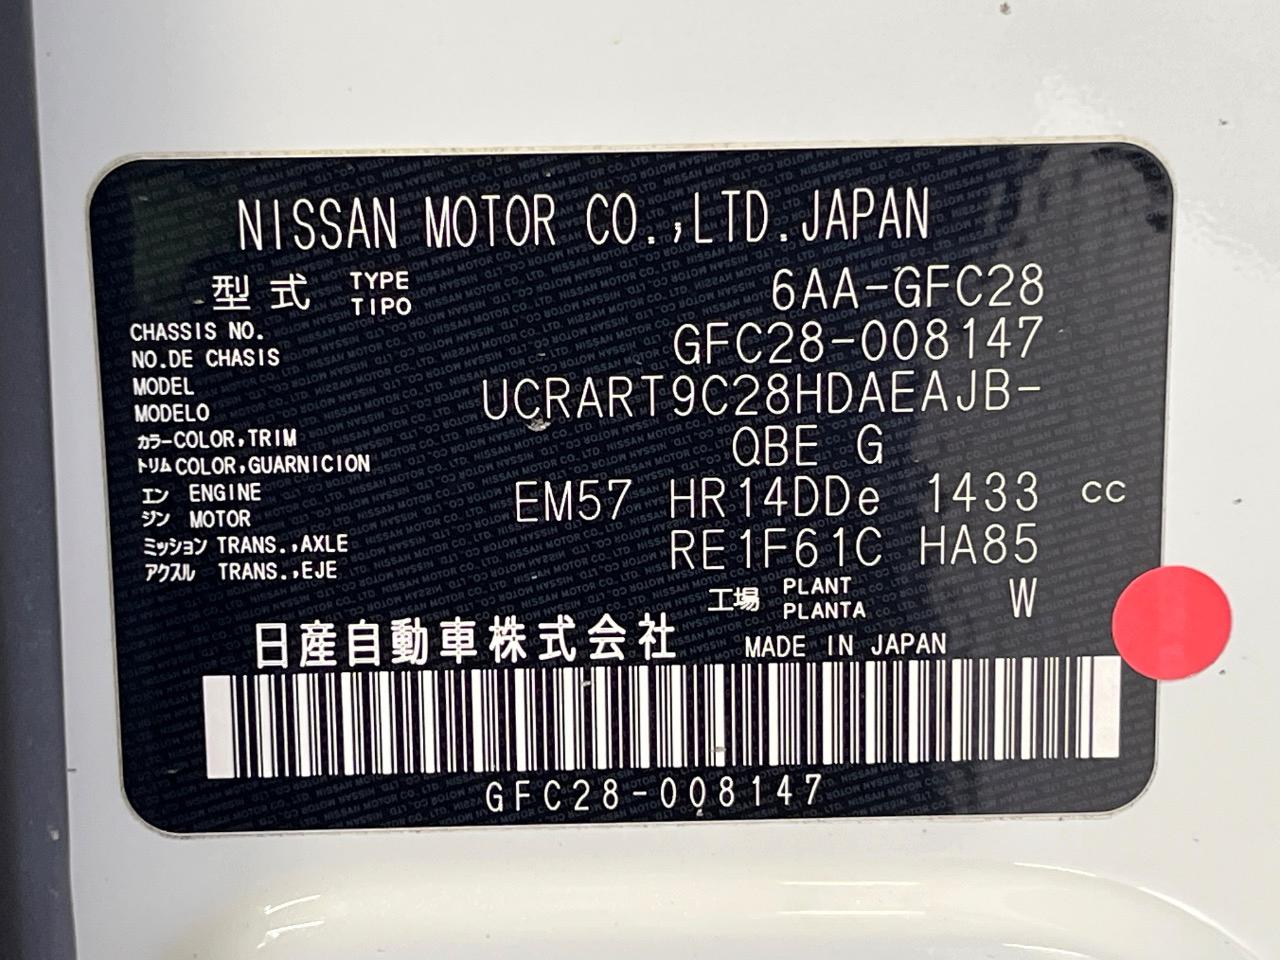 NISSAN MOTOR CO.,LTD.JAPAN
型式 TYPE TIPO 6AA-GFC28
CHASSIS NO.
NO.DE CHASIS GFC28-008147
MODEL
MODELO UCRART9C28HDAEAJB-
カラー COLOR,TRIM
トリム COLOR,GUARNICION QBE G
エン ENGINE
ジン MOTOR EM57 HR14DDe 1433 cc
ミッション TRANS.,AXLE
アクスル TRANS.,EJE RE1F61C HA85
工場 PLANT PLANTA W
日産自動車株式会社 MADE IN JAPAN
GFC28-008147